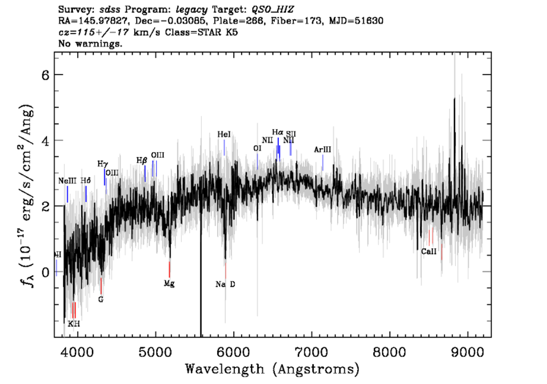 Survey: sdss Program: legacy Target: QSO_HIZ
RA=145.97827, Dec=-0.03085, Plate=266, Fiber=173, MJD=51630
cz=115+/-17 km/s Class=STAR K5
No warnings.
fλ (10⁻¹⁷ erg/s/cm²/Ang)
6
4
2
0
NeIII Hδ Hγ OIII Hβ OIII HeI OI NII Hα NII SII ArIII
KH G Mg Na D CaII
4000 5000 6000 7000 8000 9000
Wavelength (Angstroms)